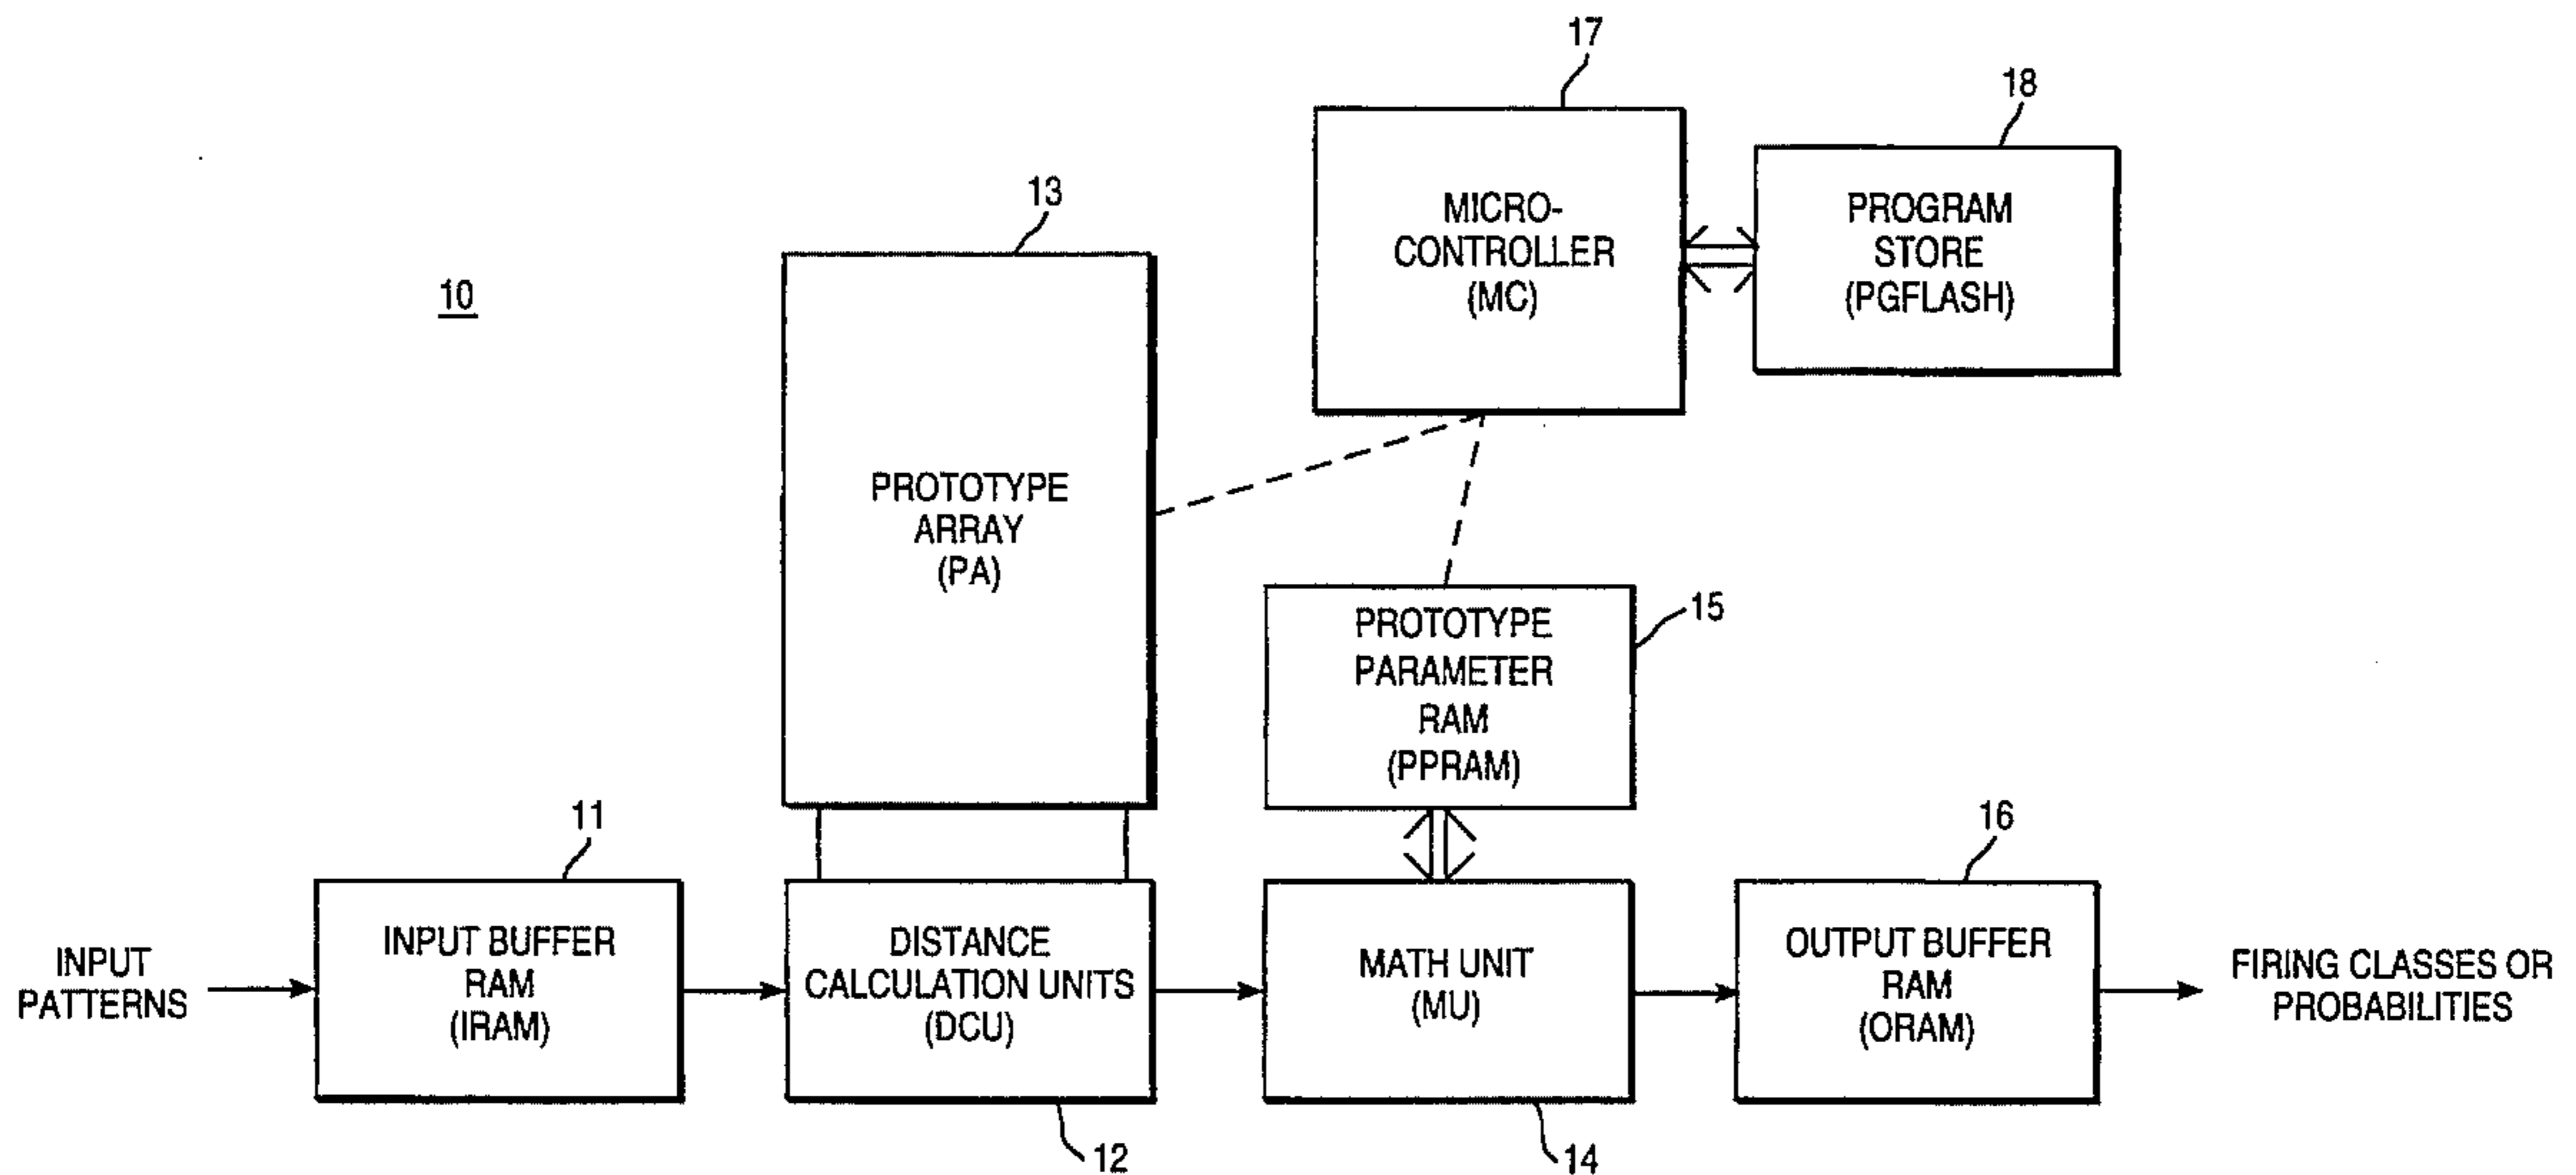 17
18
MICRO-
CONTROLLER
(MC)
PROGRAM
STORE
(PGFLASH)
13
10
PROTOTYPE
ARRAY
(PA)
15
PROTOTYPE
PARAMETER
RAM
(PPRAM)
11
16
INPUT
PATTERNS
INPUT BUFFER
RAM
(IRAM)
DISTANCE
CALCULATION UNITS
(DCU)
MATH UNIT
(MU)
OUTPUT BUFFER
RAM
(ORAM)
FIRING CLASSES OR
PROBABILITIES
12
14